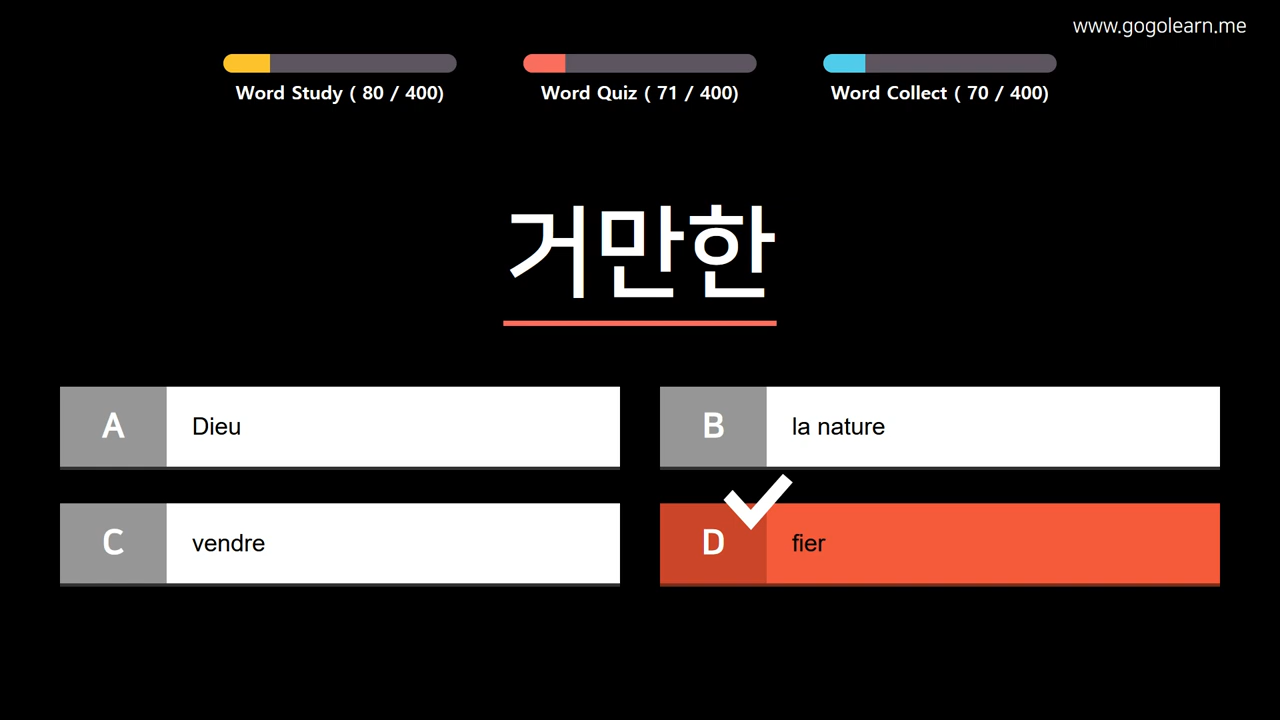 www.gogolearn.me
Word Study ( 80 / 400)
Word Quiz ( 71 / 400)
Word Collect ( 70 / 400)
거만한
A
Dieu
B
la nature
C
vendre
D
fier